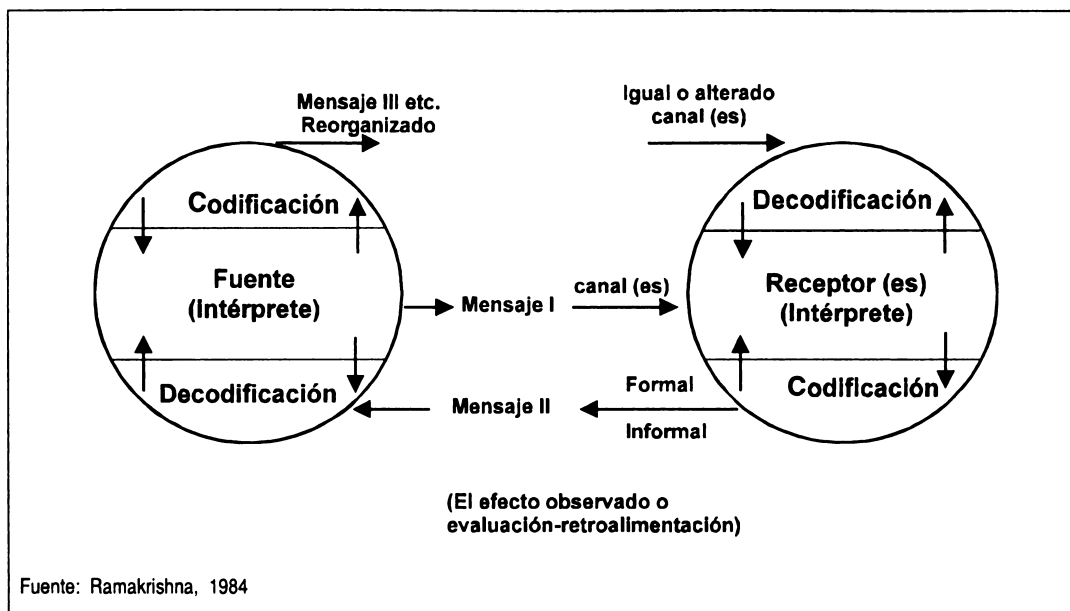 Mensaje III etc.
Reorganizado
Igual o alterado
canal (es)
Codificación
Fuente
(Intérprete)
Decodificación
Mensaje I
canal (es)
Decodificación
Receptor (es)
(Intérprete)
Codificación
Mensaje II
Formal
Informal
(El efecto observado o
evaluación-retroalimentación)
Fuente: Ramakrishna, 1984